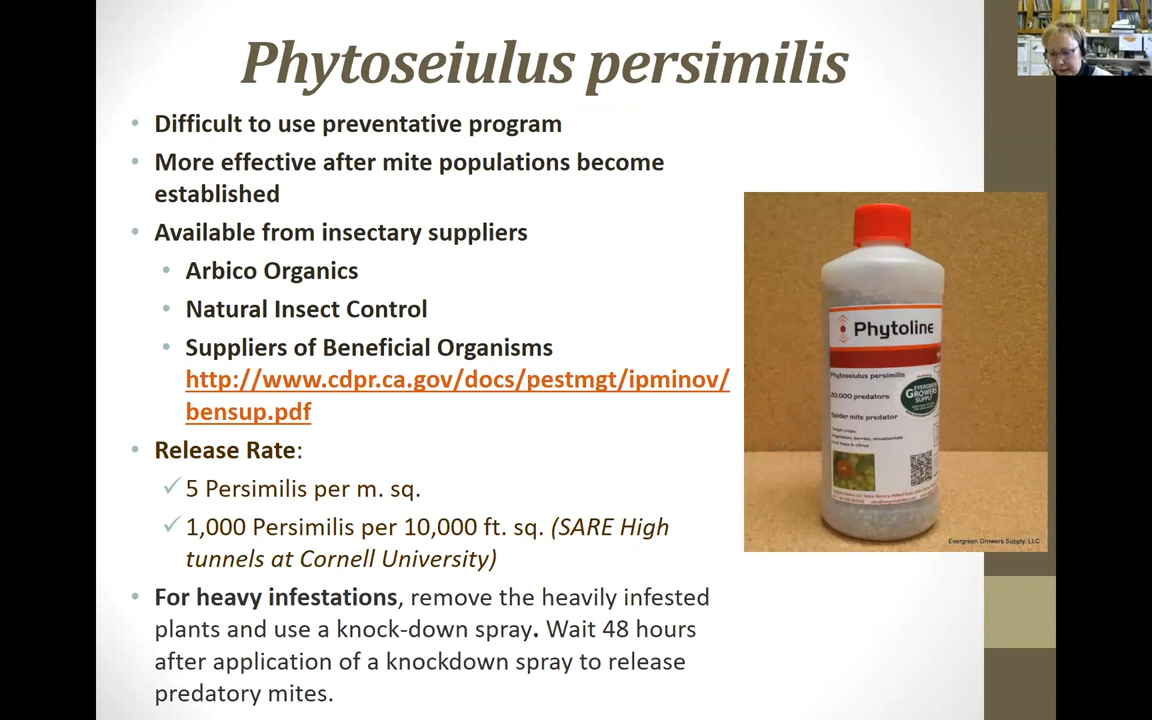 Phytoseiulus persimilis
• Difficult to use preventative program
• More effective after mite populations become
established
• Available from insectary suppliers
• Arbico Organics
• Natural Insect Control
• Suppliers of Beneficial Organisms
http://www.cdpr.ca.gov/docs/pestmgt/ipminov/
bensup.pdf
• Release Rate:
✓ 5 Persimilis per m. sq.
✓ 1,000 Persimilis per 10,000 ft. sq. (SARE High
tunnels at Cornell University)
• For heavy infestations, remove the heavily infested
plants and use a knock-down spray. Wait 48 hours
after application of a knockdown spray to release
predatory mites.
Phytoline
Phytoseiulus persimilis
20.000 predators
EVERGREEN
GROWERS
SUPPLY
Spider mite predator
Target crops:
Evergreen Growers Supply, LLC